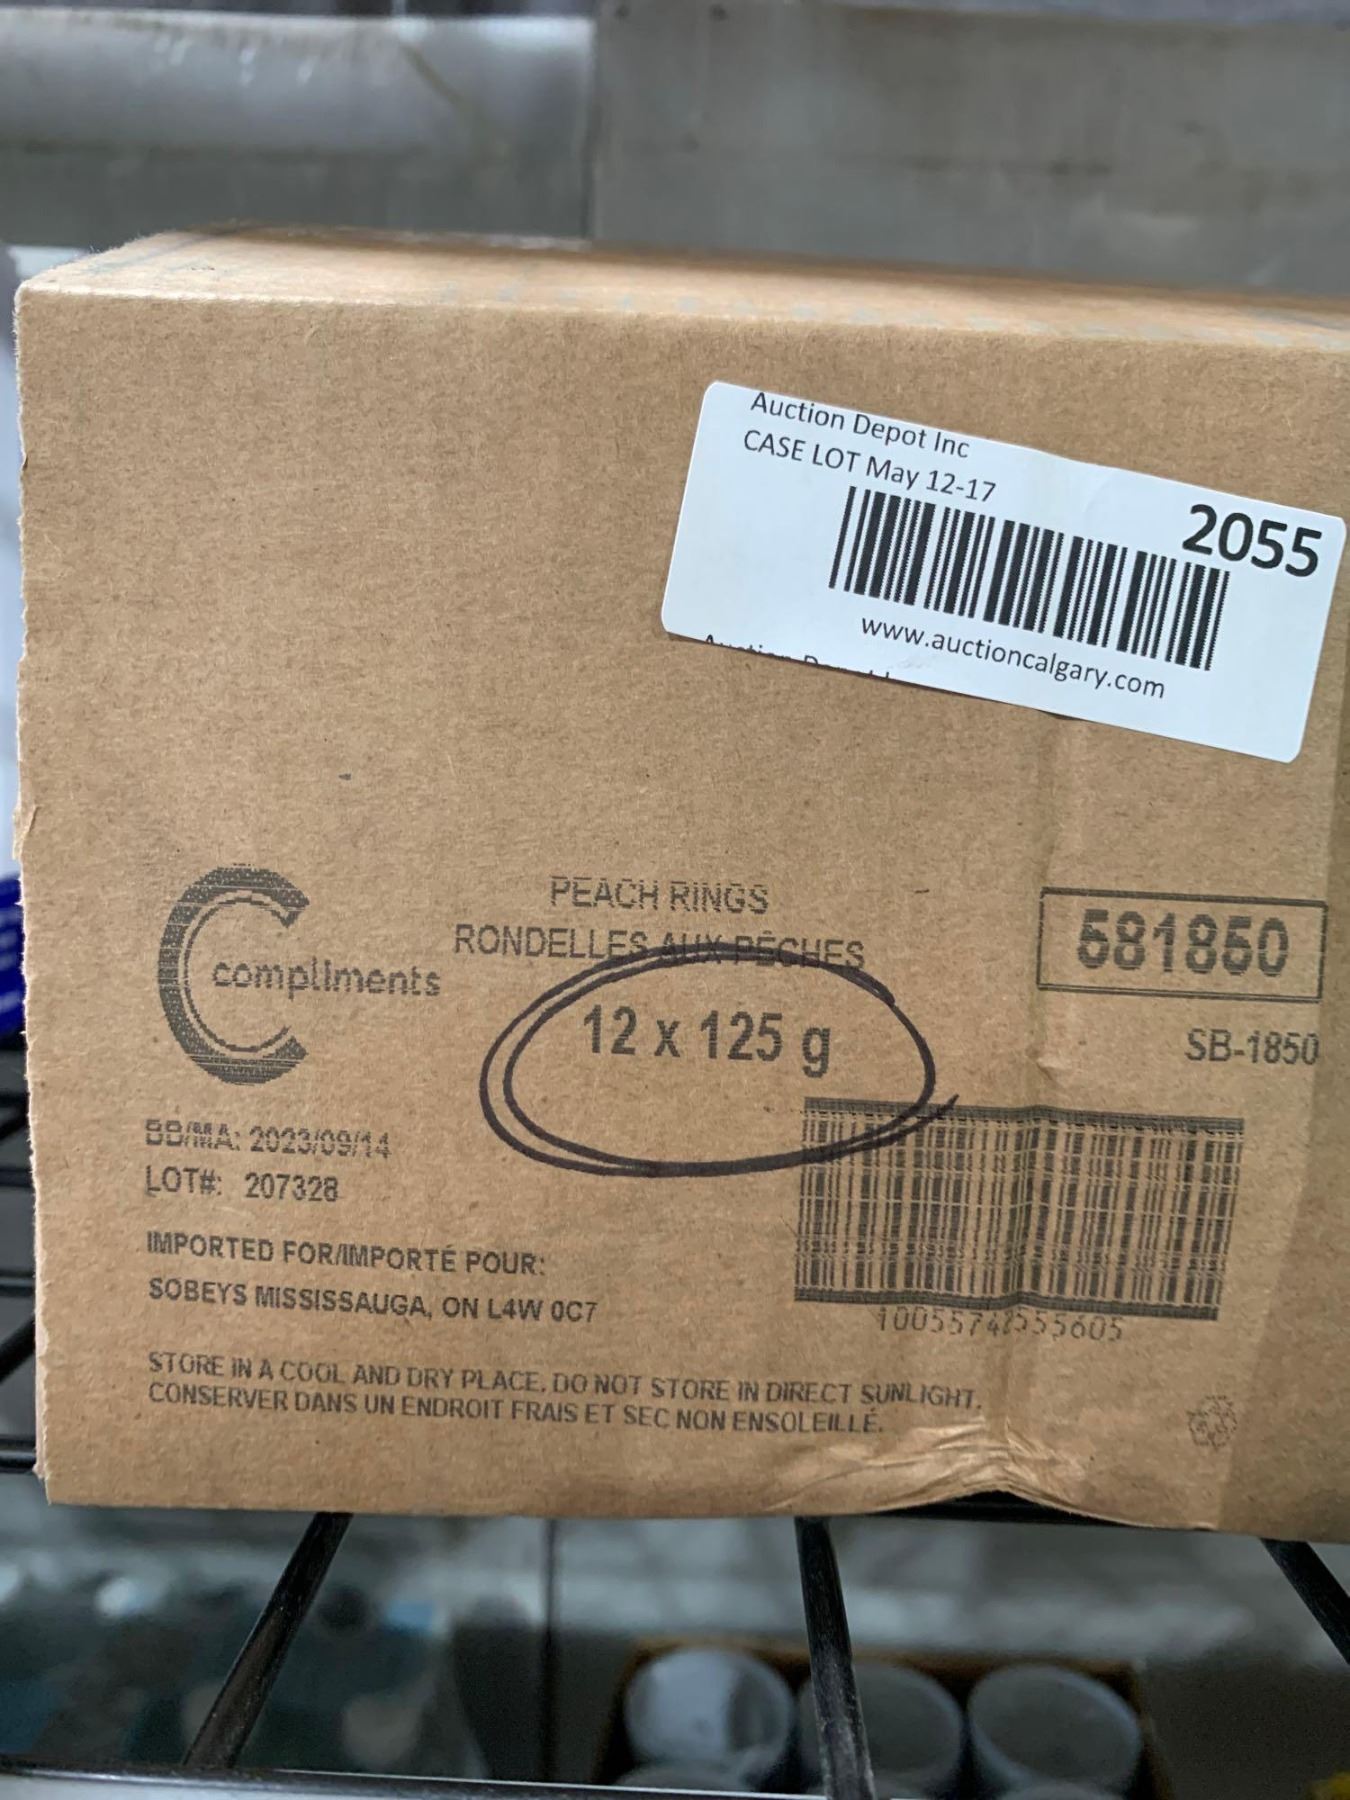 Auction Depot Inc
CASE LOT May 12-17
2055
www.auctioncalgary.com
compliments
PEACH RINGS
RONDELLES AUX PÊCHES
12 x 125 g
581850
SB-1850
BB/MA: 2023/09/14
LOT#: 207328
IMPORTED FOR/IMPORTÉ POUR:
SOBEYS MISSISSAUGA, ON L4W 0C7
10055742555605
STORE IN A COOL AND DRY PLACE, DO NOT STORE IN DIRECT SUNLIGHT.
CONSERVER DANS UN ENDROIT FRAIS ET SEC NON ENSOLEILLÉ.